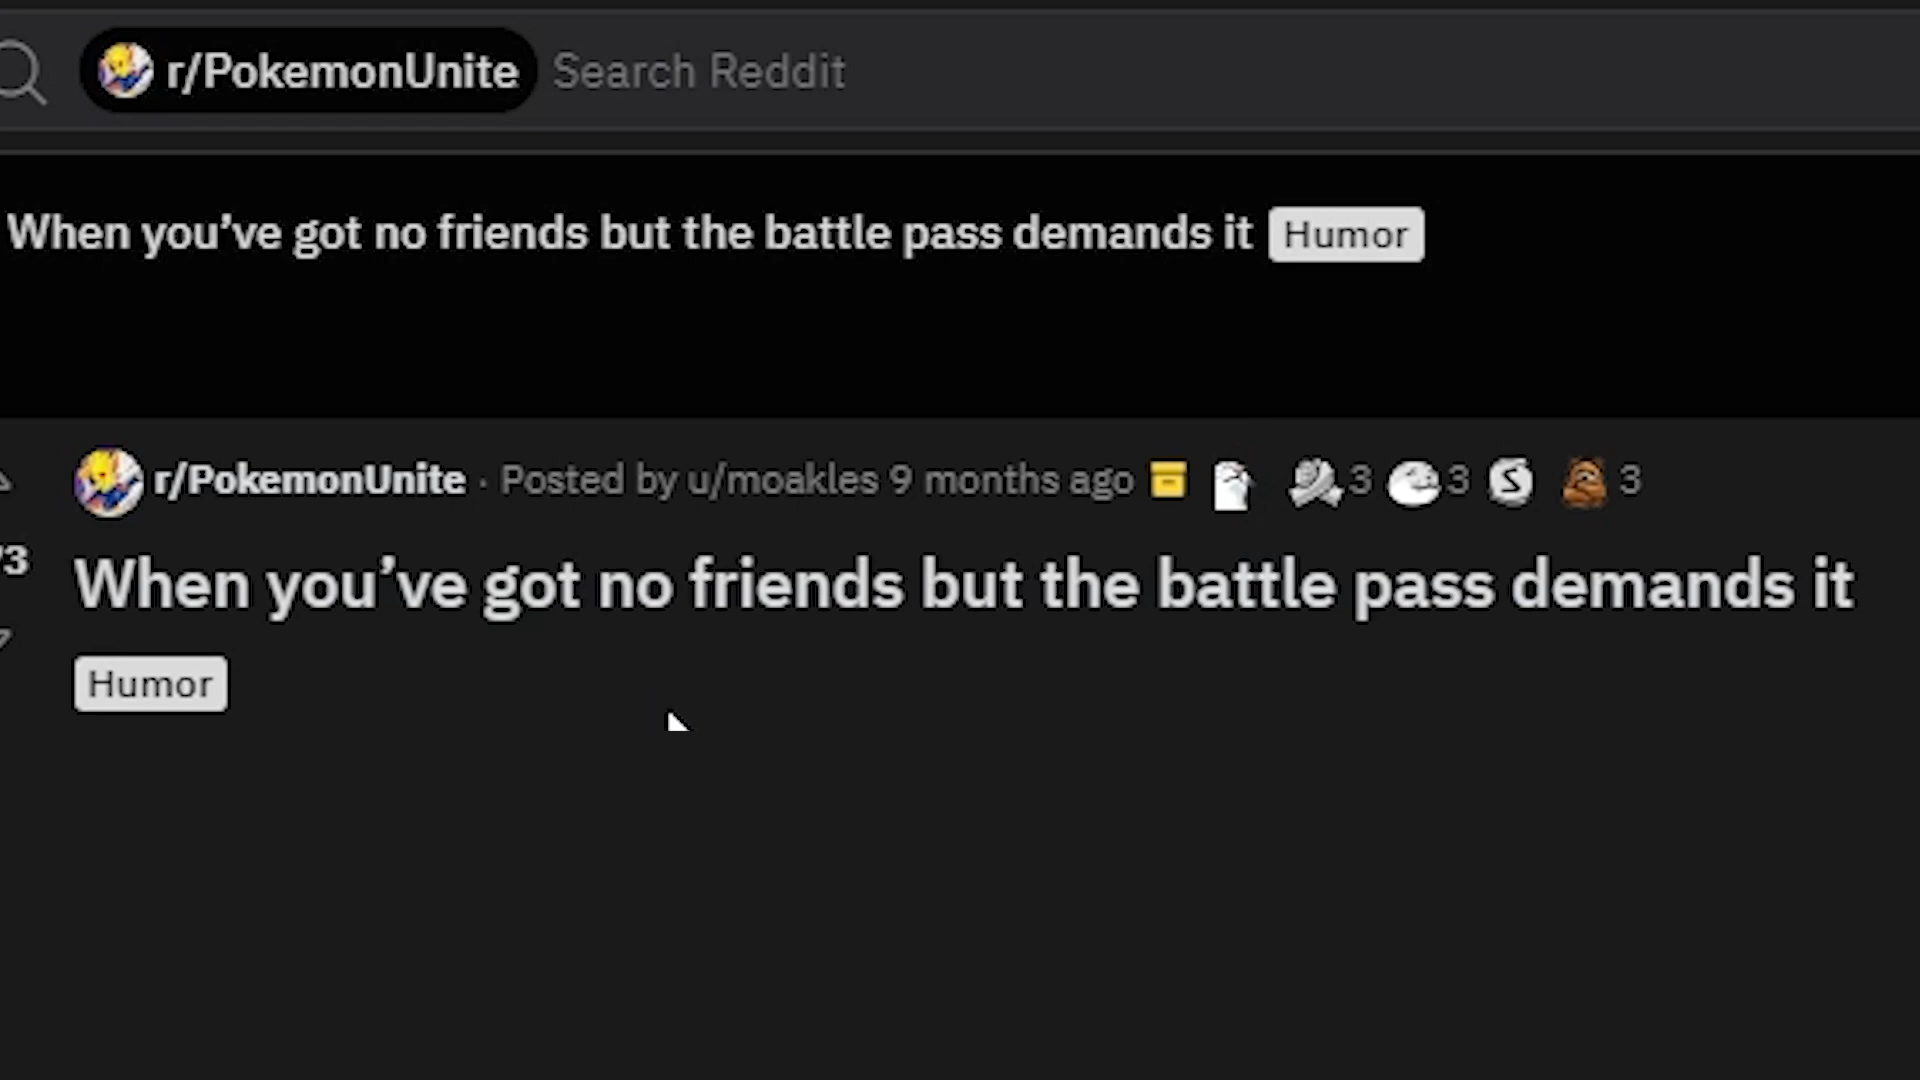 r/PokemonUnite Search Reddit
When you’ve got no friends but the battle pass demands it Humor
r/PokemonUnite · Posted by u/moakles 9 months ago 3 3 S 3
3
When you’ve got no friends but the battle pass demands it
Humor